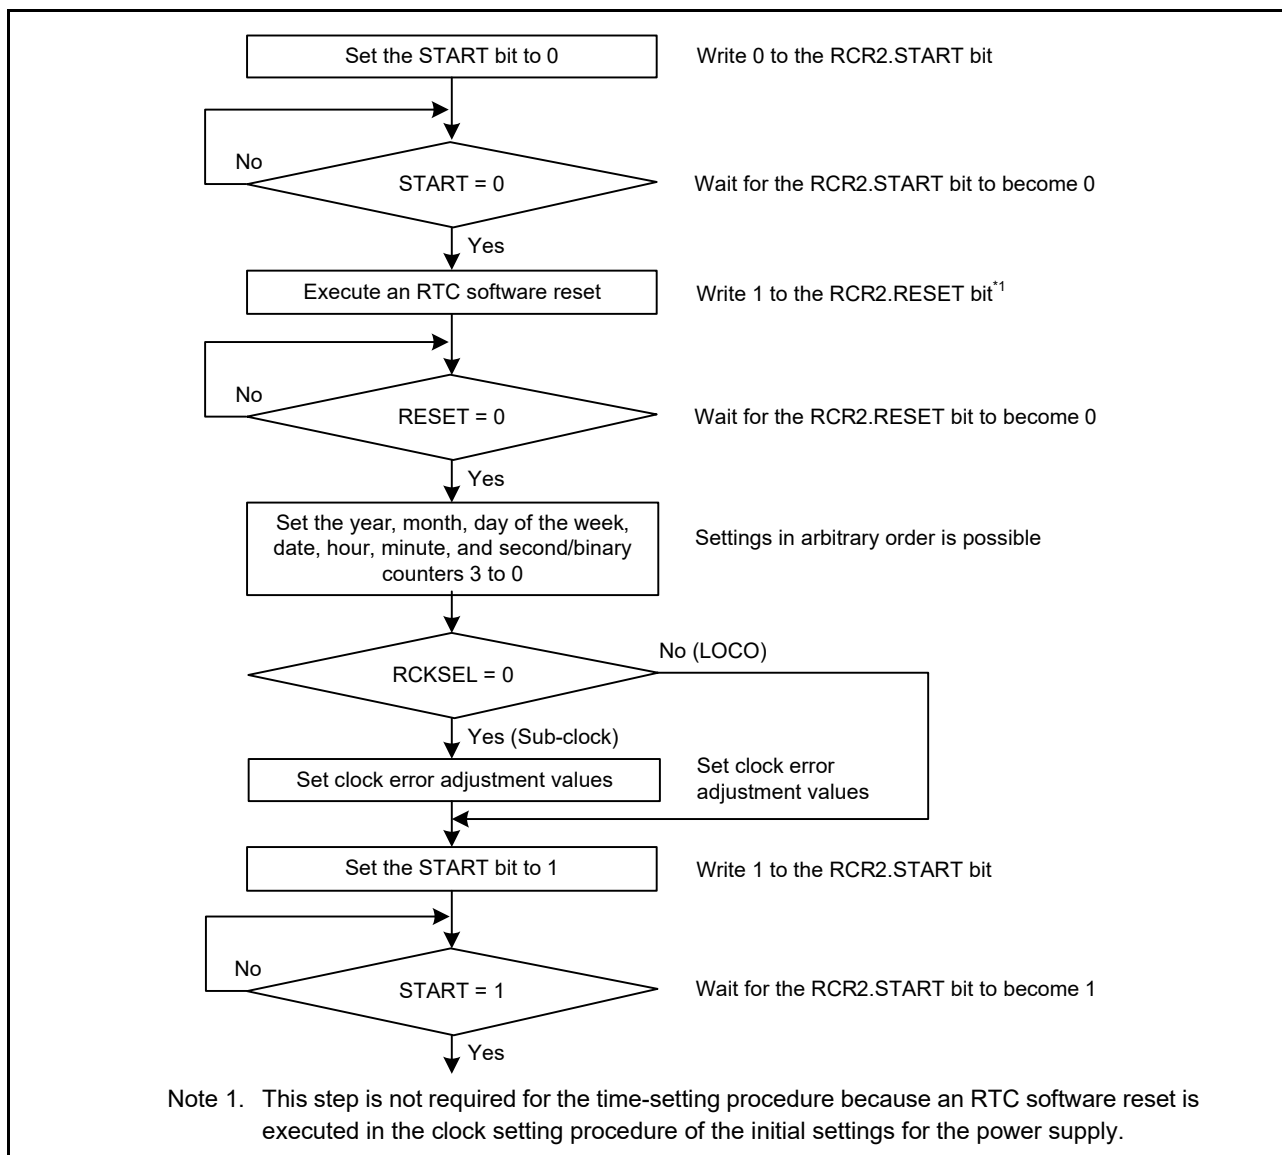 Set the START bit to 0
Write 0 to the RCR2.START bit
No
START = 0
Wait for the RCR2.START bit to become 0
Yes
Execute an RTC software reset
Write 1 to the RCR2.RESET bit*1
No
RESET = 0
Wait for the RCR2.RESET bit to become 0
Yes
Set the year, month, day of the week,
date, hour, minute, and second/binary
counters 3 to 0
Settings in arbitrary order is possible
No (LOCO)
RCKSEL = 0
Yes (Sub-clock)
Set clock error adjustment values
Set clock error
adjustment values
Set the START bit to 1
Write 1 to the RCR2.START bit
No
START = 1
Wait for the RCR2.START bit to become 1
Yes
Note 1. This step is not required for the time-setting procedure because an RTC software reset is
executed in the clock setting procedure of the initial settings for the power supply.